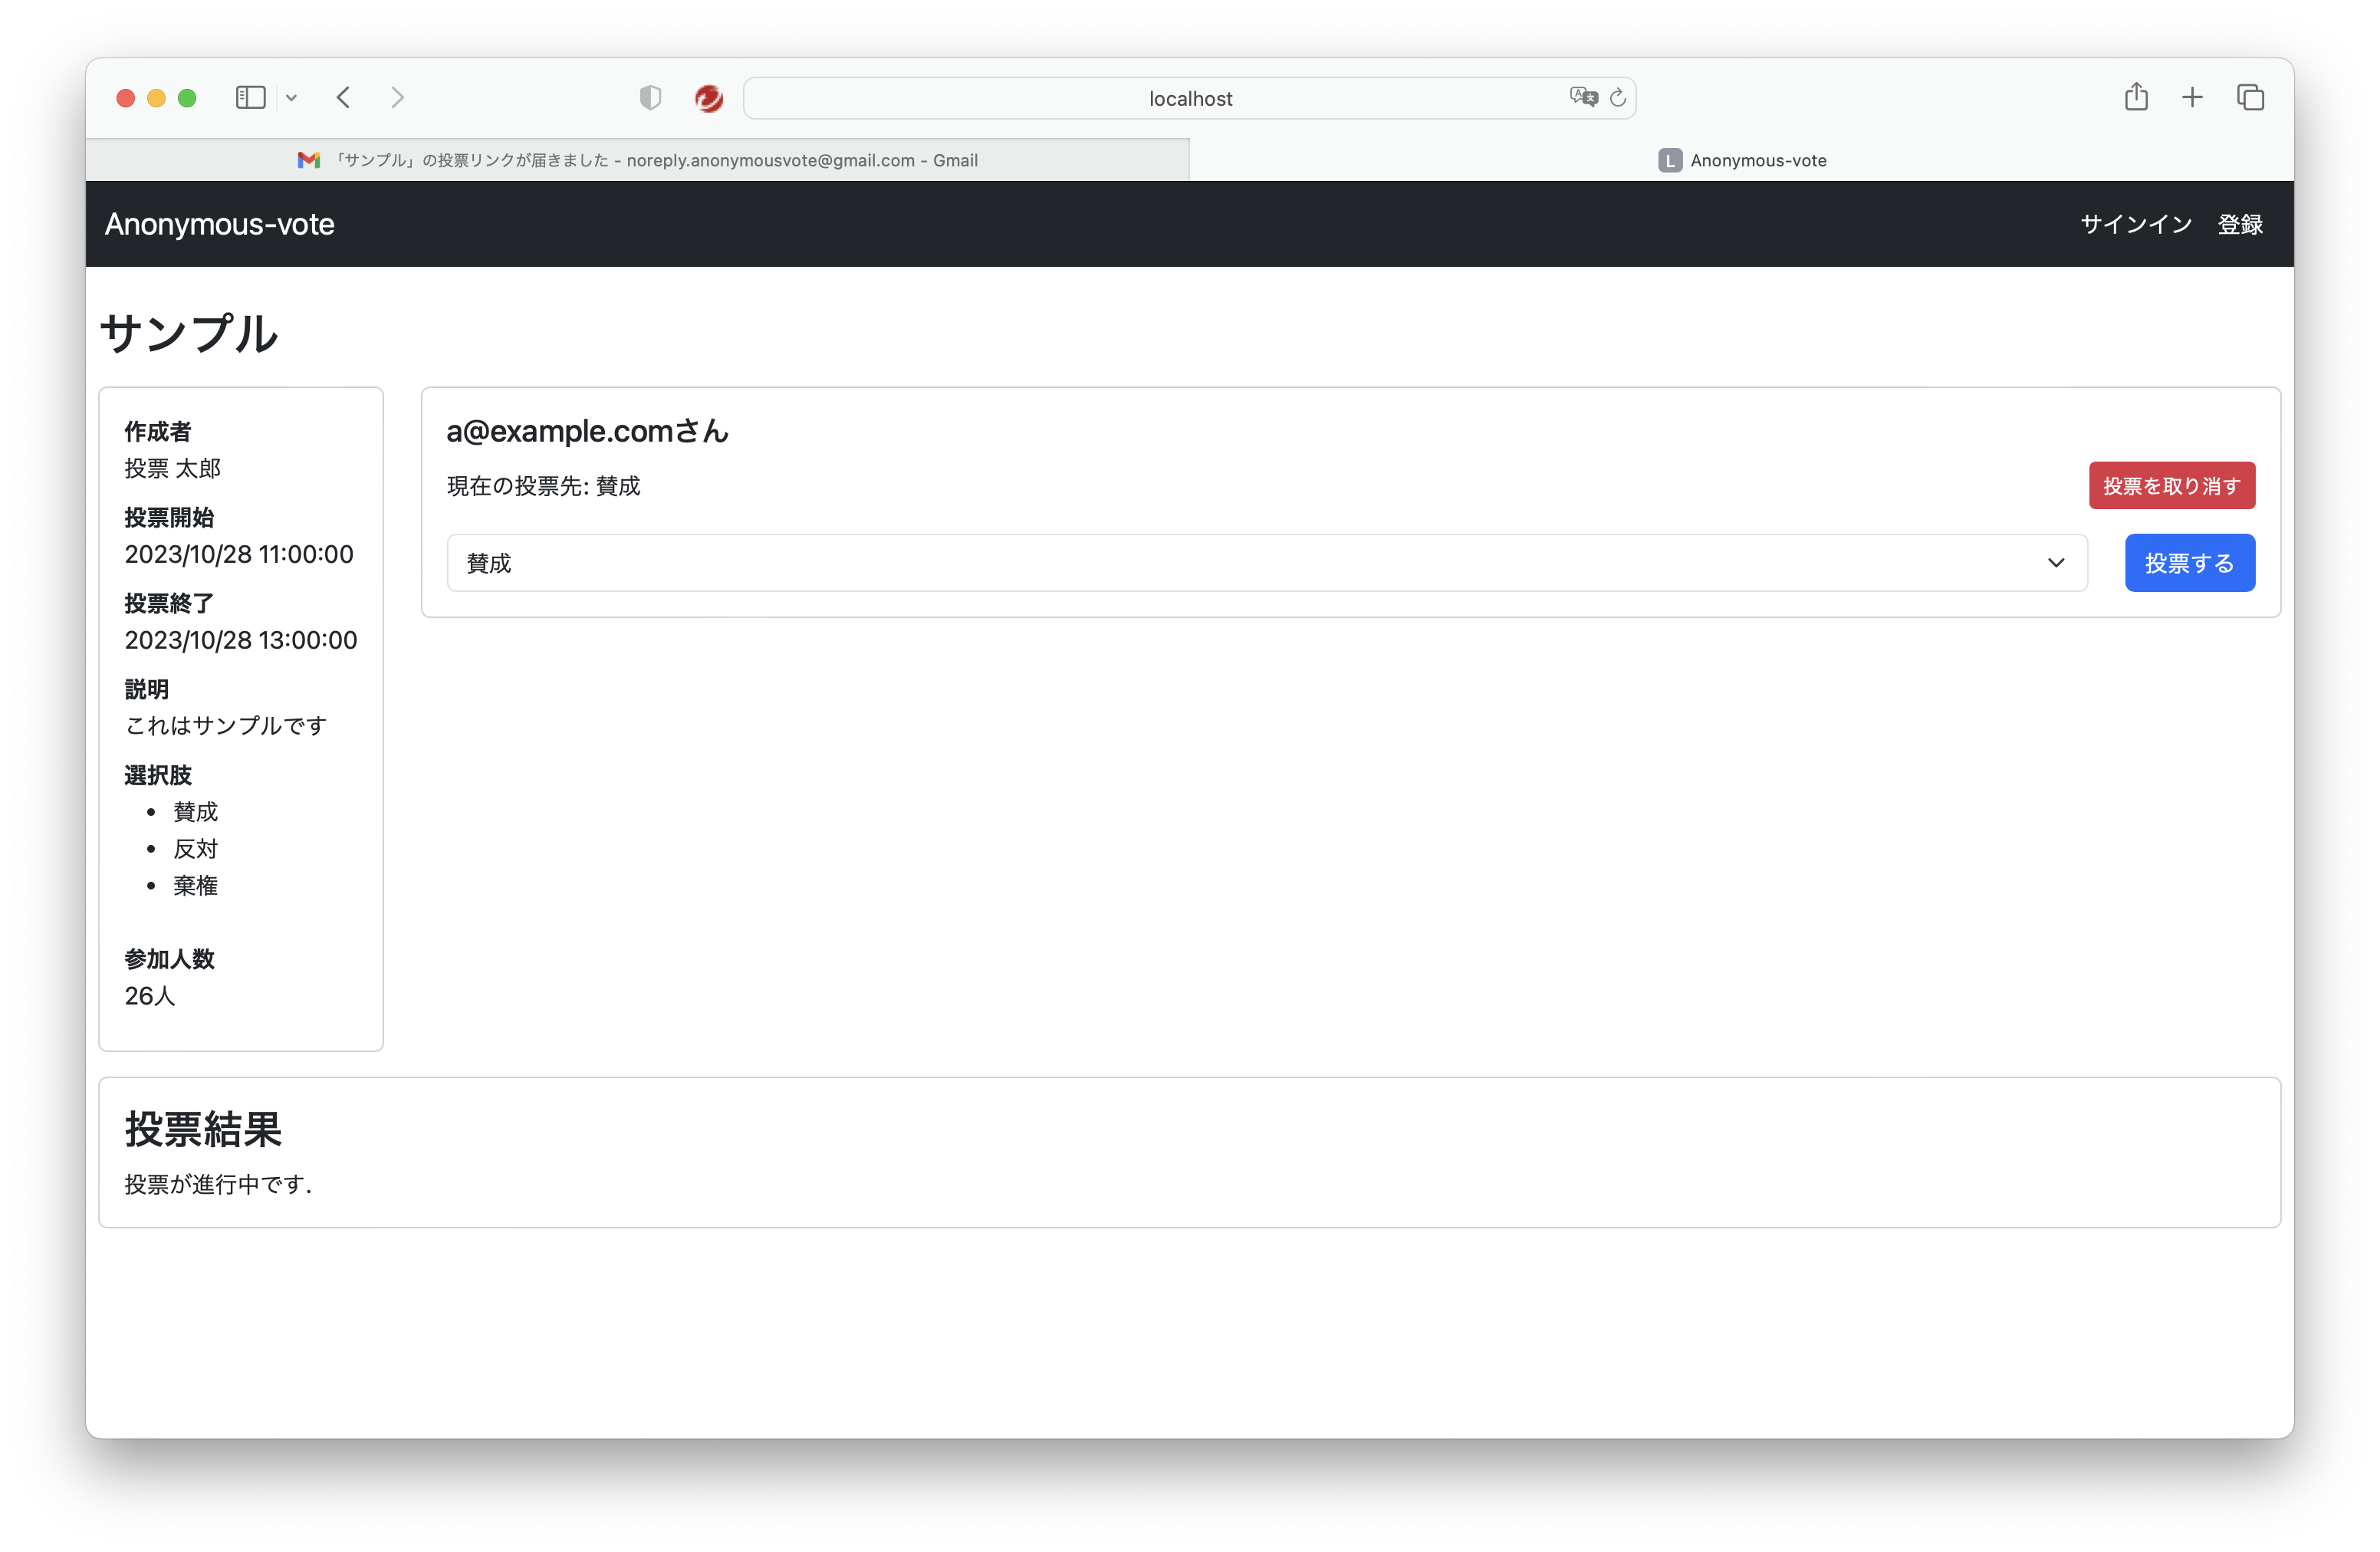 localhost
「サンプル」の投票リンクが届きました - noreply.anonymousvote@gmail.com - Gmail
L Anonymous-vote
Anonymous-vote
サインイン 登録
サンプル
作成者
投票 太郎
投票開始
2023/10/28 11:00:00
投票終了
2023/10/28 13:00:00
説明
これはサンプルです
選択肢
• 賛成
• 反対
• 棄権
参加人数
26人
a@example.comさん
現在の投票先: 賛成
投票を取り消す
賛成
投票する
投票結果
投票が進行中です.